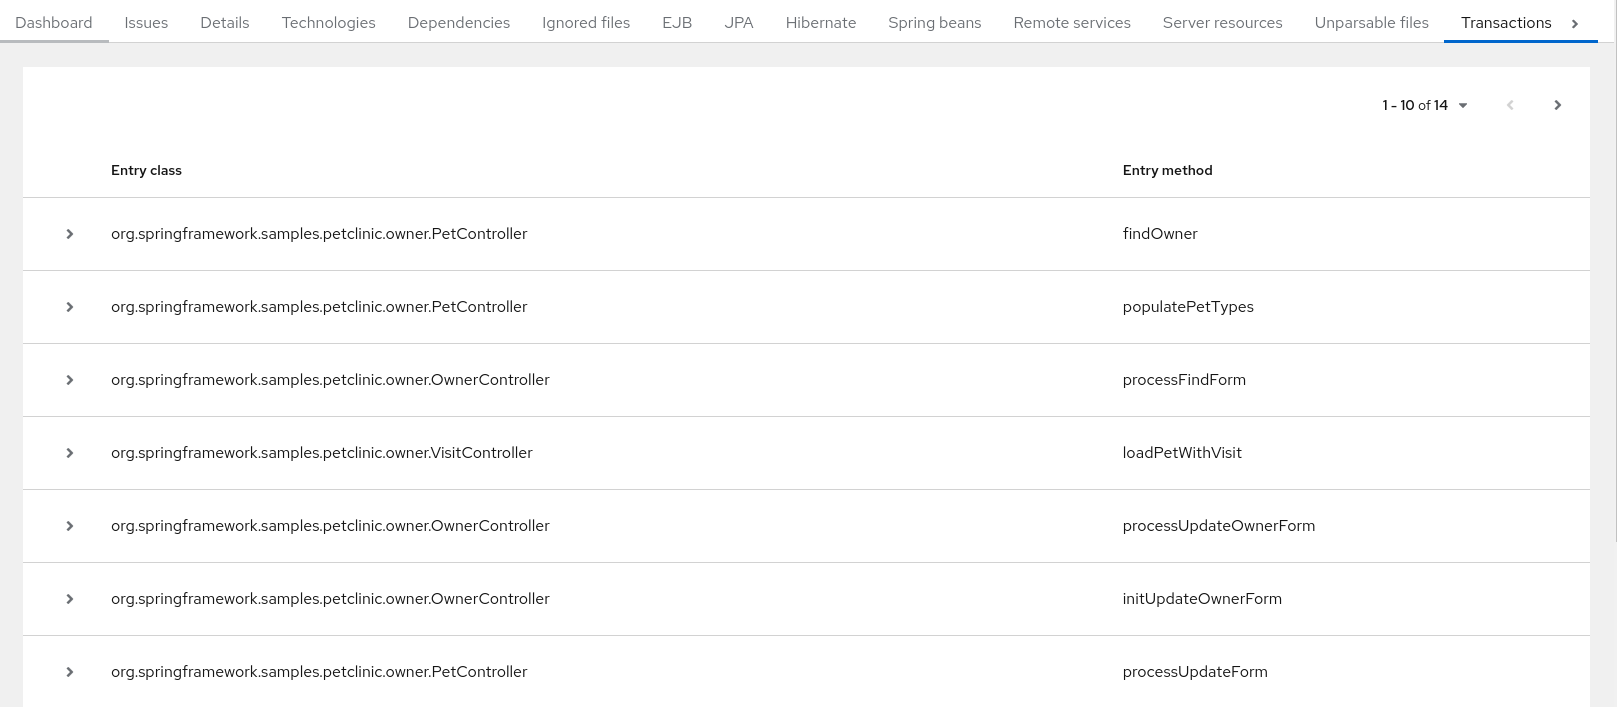 Dashboard Issues Details Technologies Dependencies Ignored files EJB JPA Hibernate Spring beans Remote services Server resources Unparsable files Transactions
1 - 10 of 14
Entry class Entry method
org.springframework.samples.petclinic.owner.PetController findOwner
org.springframework.samples.petclinic.owner.PetController populatePetTypes
org.springframework.samples.petclinic.owner.OwnerController processFindForm
org.springframework.samples.petclinic.owner.VisitController loadPetWithVisit
org.springframework.samples.petclinic.owner.OwnerController processUpdateOwnerForm
org.springframework.samples.petclinic.owner.OwnerController initUpdateOwnerForm
org.springframework.samples.petclinic.owner.PetController processUpdateForm